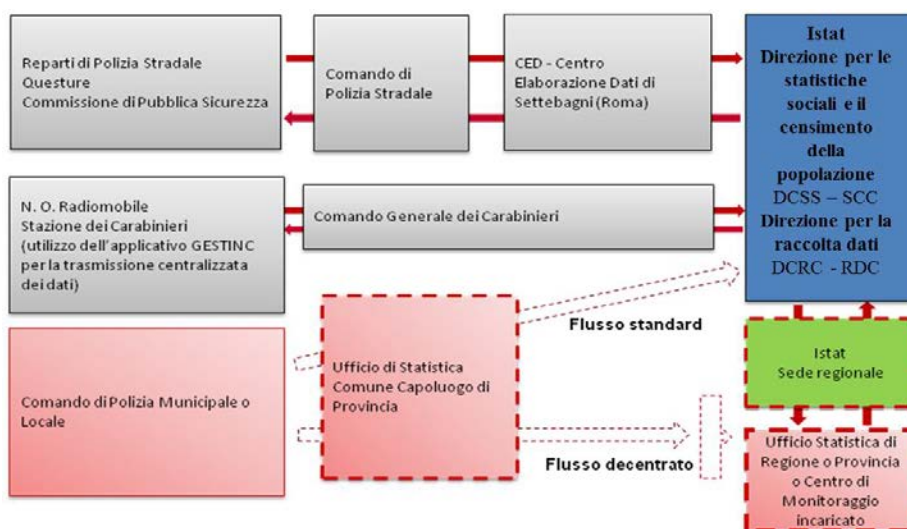 Reparti di Polizia Stradale
Questure
Commissione di Pubblica Sicurezza
Comando di
Polizia Stradale
CED - Centro
Elaborazione Dati di
Settebagni (Roma)
Istat
Direzione per le
statistiche
sociali e il
censimento
della
popolazione
DCSS – SCC
Direzione per la
raccolta dati
DCRC - RDC
N. O. Radiomobile
Stazione dei Carabinieri
(utilizzo dell'applicativo GESTINC
per la trasmissione centralizzata
dei dati)
Comando Generale dei Carabinieri
Flusso standard
Comando di Polizia Municipale o
Locale
Ufficio di Statistica
Comune Capoluogo di
Provincia
Flusso decentrato
Istat
Sede regionale
Ufficio Statistica di
Regione o Provincia
o Centro di
Monitoraggio
incaricato